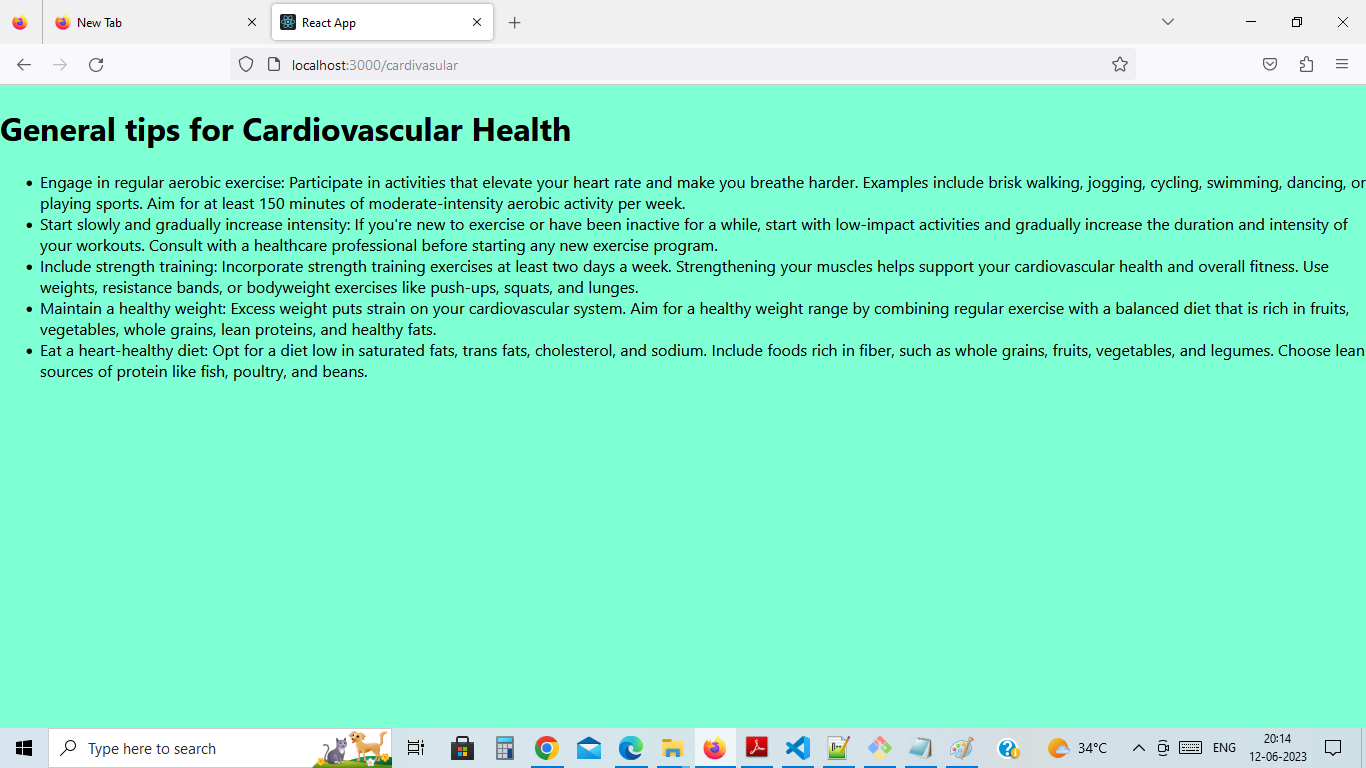 New Tab
React App
localhost:3000/cardivasular
General tips for Cardiovascular Health
• Engage in regular aerobic exercise: Participate in activities that elevate your heart rate and make you breathe harder. Examples include brisk walking, jogging, cycling, swimming, dancing, or
playing sports. Aim for at least 150 minutes of moderate-intensity aerobic activity per week.
• Start slowly and gradually increase intensity: If you're new to exercise or have been inactive for a while, start with low-impact activities and gradually increase the duration and intensity of
your workouts. Consult with a healthcare professional before starting any new exercise program.
• Include strength training: Incorporate strength training exercises at least two days a week. Strengthening your muscles helps support your cardiovascular health and overall fitness. Use
weights, resistance bands, or bodyweight exercises like push-ups, squats, and lunges.
• Maintain a healthy weight: Excess weight puts strain on your cardiovascular system. Aim for a healthy weight range by combining regular exercise with a balanced diet that is rich in fruits,
vegetables, whole grains, lean proteins, and healthy fats.
• Eat a heart-healthy diet: Opt for a diet low in saturated fats, trans fats, cholesterol, and sodium. Include foods rich in fiber, such as whole grains, fruits, vegetables, and legumes. Choose lean
sources of protein like fish, poultry, and beans.
Type here to search
34°C
ENG
20:14
12-06-2023